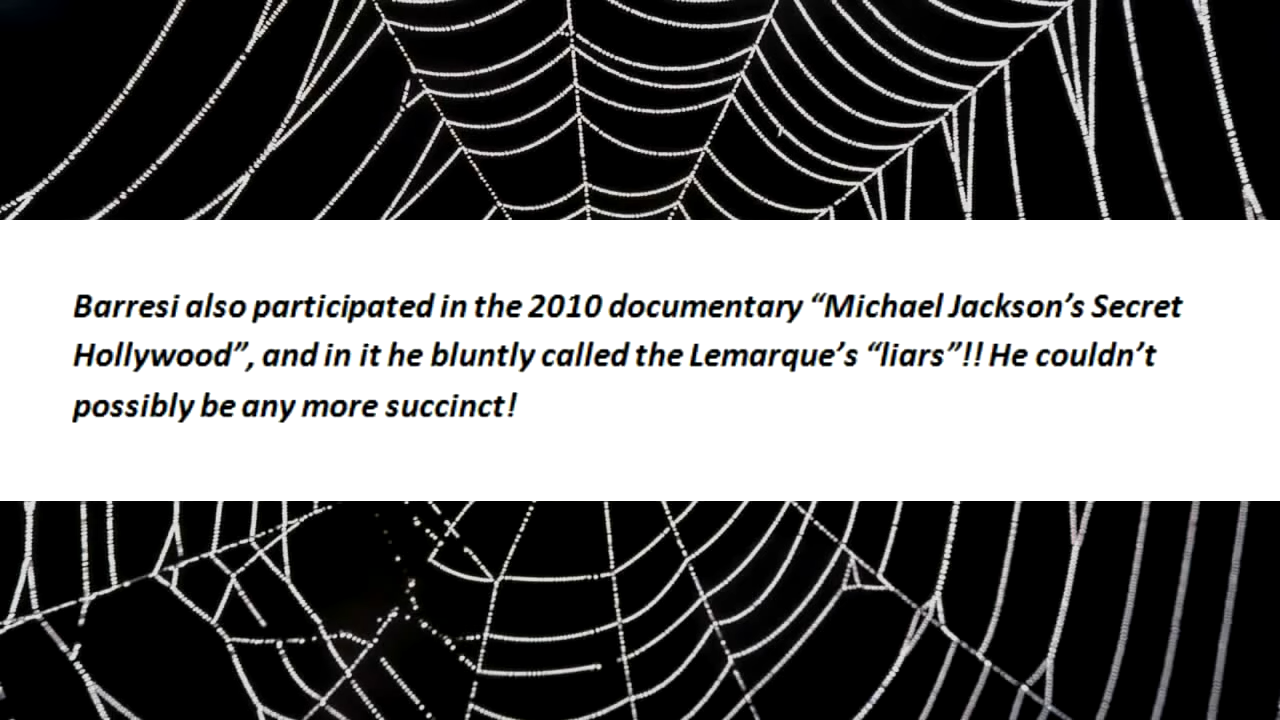 Barresi also participated in the 2010 documentary “Michael Jackson’s Secret
Hollywood”, and in it he bluntly called the Lemarque’s “liars”!! He couldn’t
possibly be any more succinct!